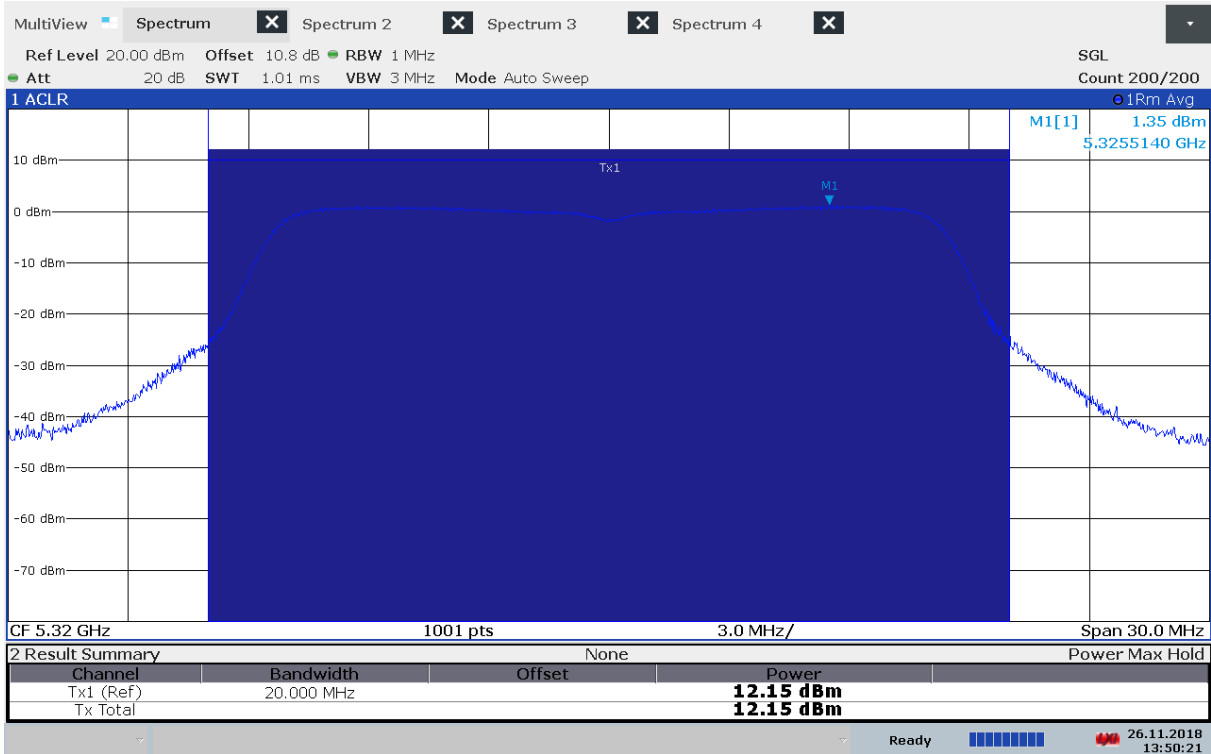 MultiView Spectrum Spectrum 2 Spectrum 3 Spectrum 4
Ref Level 20.00 dBm Offset 10.8 dB RBW 1 MHz SGL
Att 20 dB SWT 1.01 ms VBW 3 MHz Mode Auto Sweep Count 200/200
1 ACLR 1Rm Avg
M1[1] 1.35 dBm
5.3255140 GHz
10 dBm
Tx1
M1
0 dBm
-10 dBm
-20 dBm
-30 dBm
-40 dBm
-50 dBm
-60 dBm
-70 dBm
CF 5.32 GHz 1001 pts 3.0 MHz/ Span 30.0 MHz
2 Result Summary None Power Max Hold
Channel Bandwidth Offset Power
Tx1 (Ref) 20.000 MHz 12.15 dBm
Tx Total 12.15 dBm
Ready 26.11.2018
13:50:21